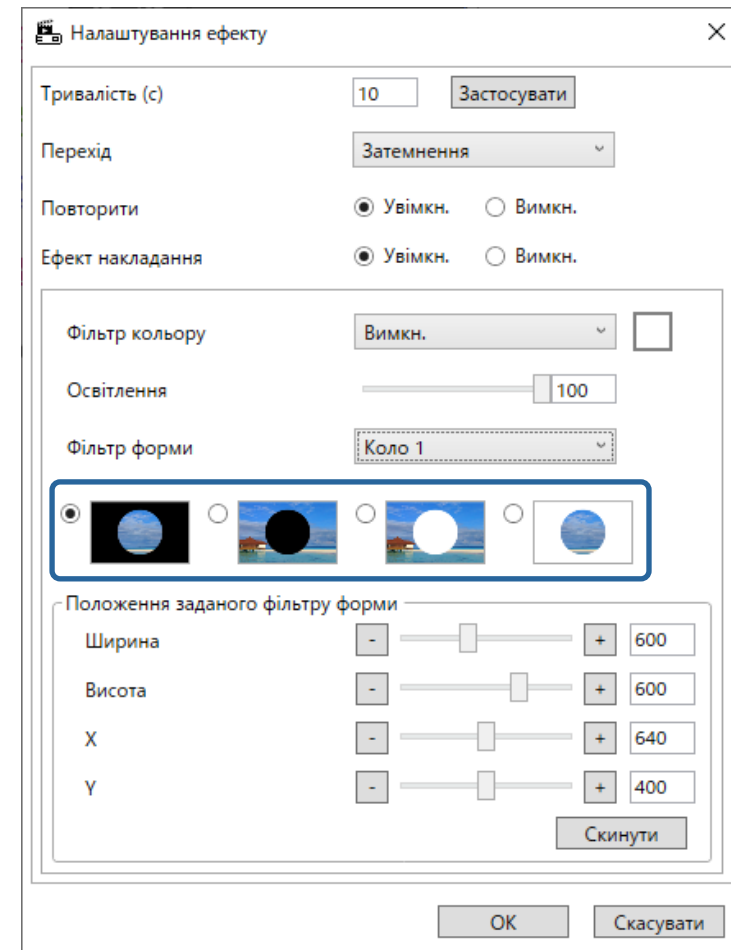 Налаштування ефекту
Тривалість (с) 10 Застосувати
Перехід Затемнення
Повторити Увімкн. Вимкн.
Ефект накладання Увімкн. Вимкн.
Фільтр кольору Вимкн.
Освітлення 100
Фільтр форми Коло 1
Положення заданого фільтру форми
Ширина - + 600
Висота - + 600
X - + 640
Y - + 400
Скинути
OK Скасувати